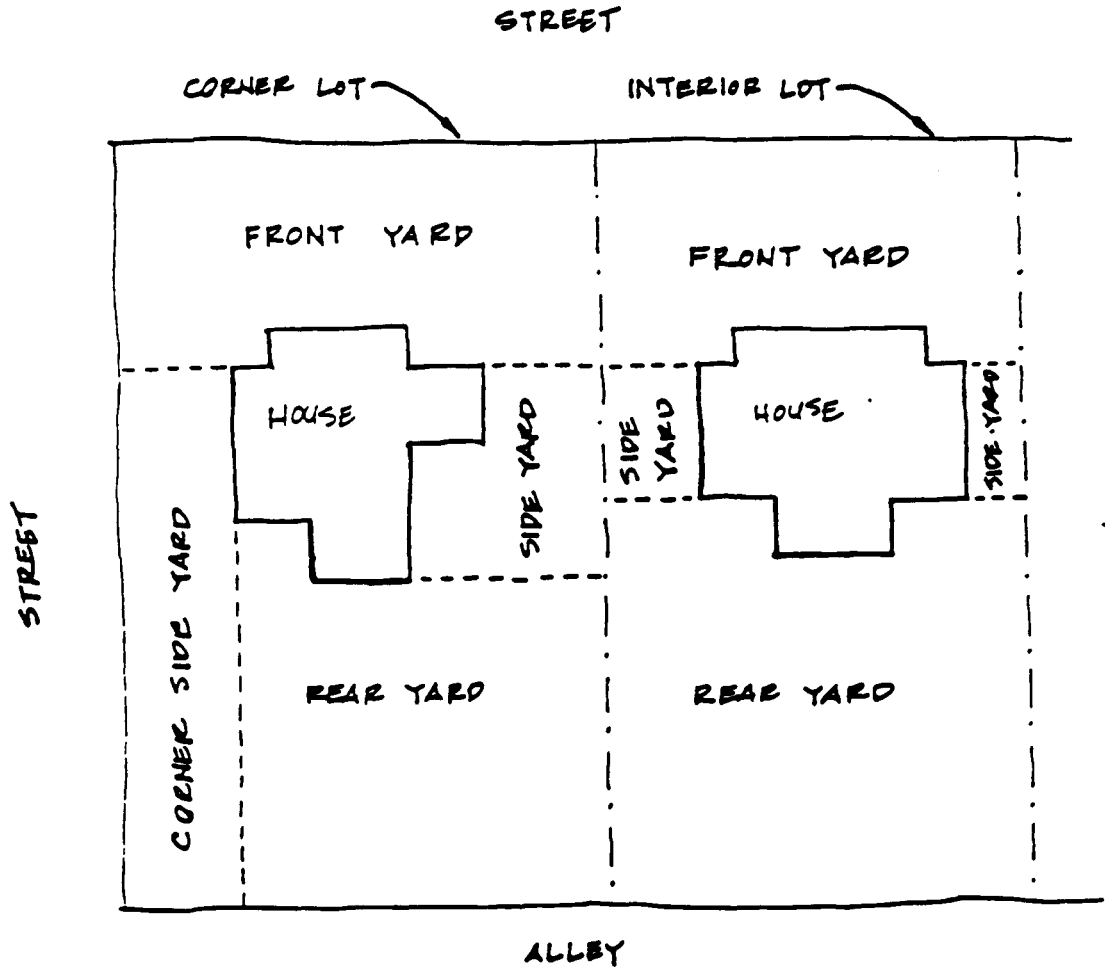 STREET
CORNER LOT
INTERIOR LOT
FRONT YARD
FRONT YARD
HOUSE
SIDE YARD
SIDE
YARD
HOUSE
SIDE YARD
STREET
CORNER SIDE YARD
REAR YARD
REAR YARD
ALLEY